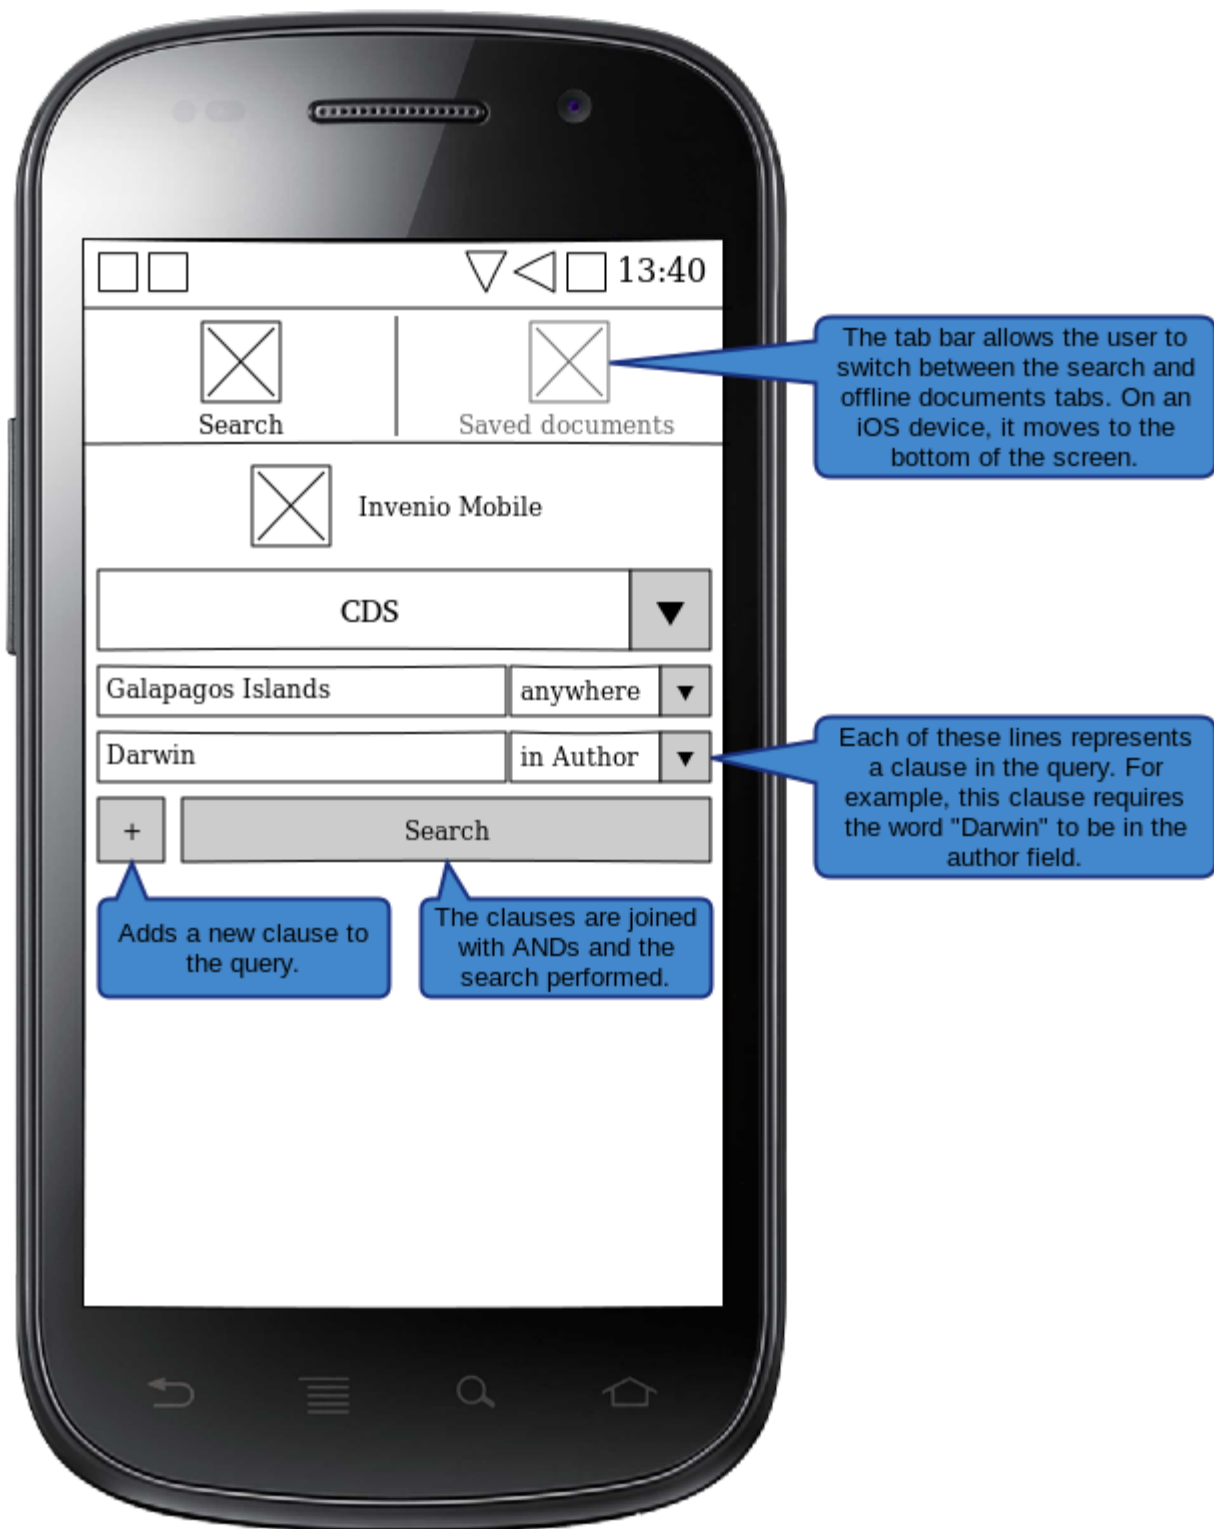 13:40
Search
Saved documents
The tab bar allows the user to
switch between the search and
offline documents tabs. On an
iOS device, it moves to the
bottom of the screen.
Invenio Mobile
CDS
Galapagos Islands
anywhere
Darwin
in Author
Each of these lines represents
a clause in the query. For
example, this clause requires
the word "Darwin" to be in the
author field.
+
Search
Adds a new clause to
the query.
The clauses are joined
with ANDs and the
search performed.